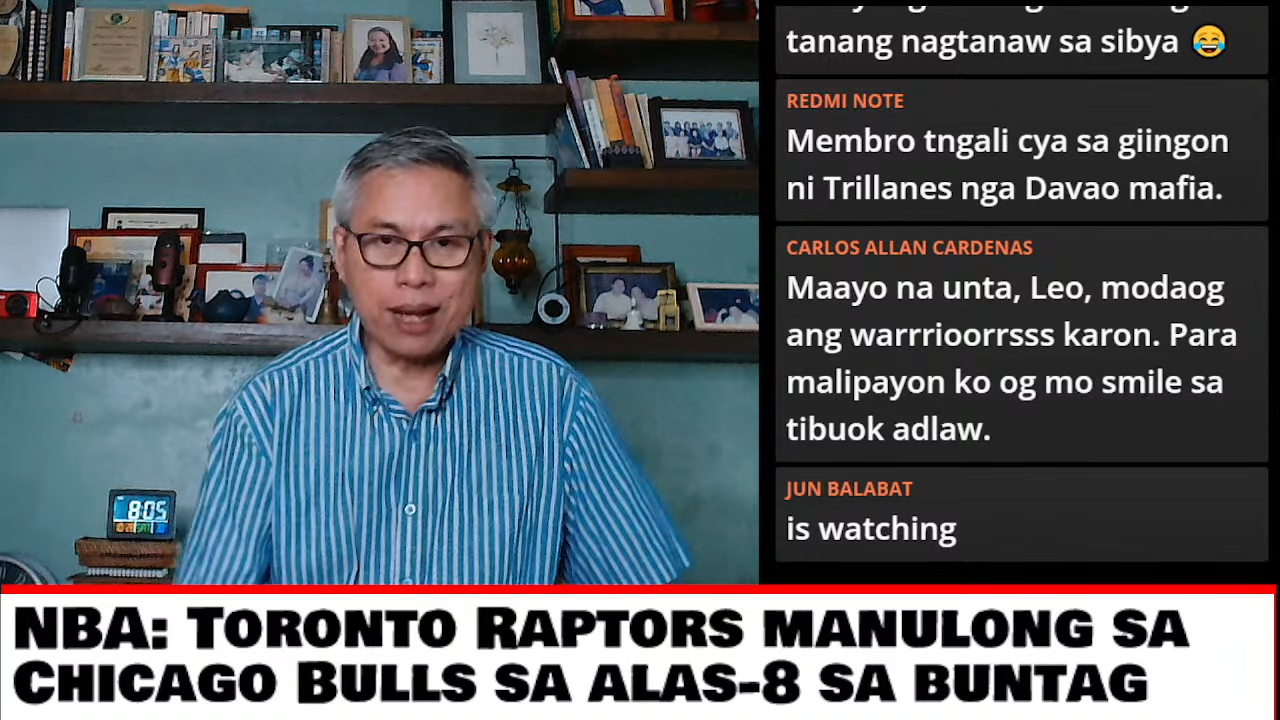 tanang nagtanaw sa sibya 😂
REDMI NOTE
Membro tngali cya sa giingon
ni Trillanes nga Davao mafia.
CARLOS ALLAN CARDENAS
Maayo na unta, Leo, modaog
ang warrrioorrsss karon. Para
malipayon ko og mo smile sa
tibuok adlaw.
JUN BALABAT
is watching
8:05
NBA: TORONTO RAPTORS MANULONG SA
CHICAGO BULLS SA ALAS-8 SA BUNTAG